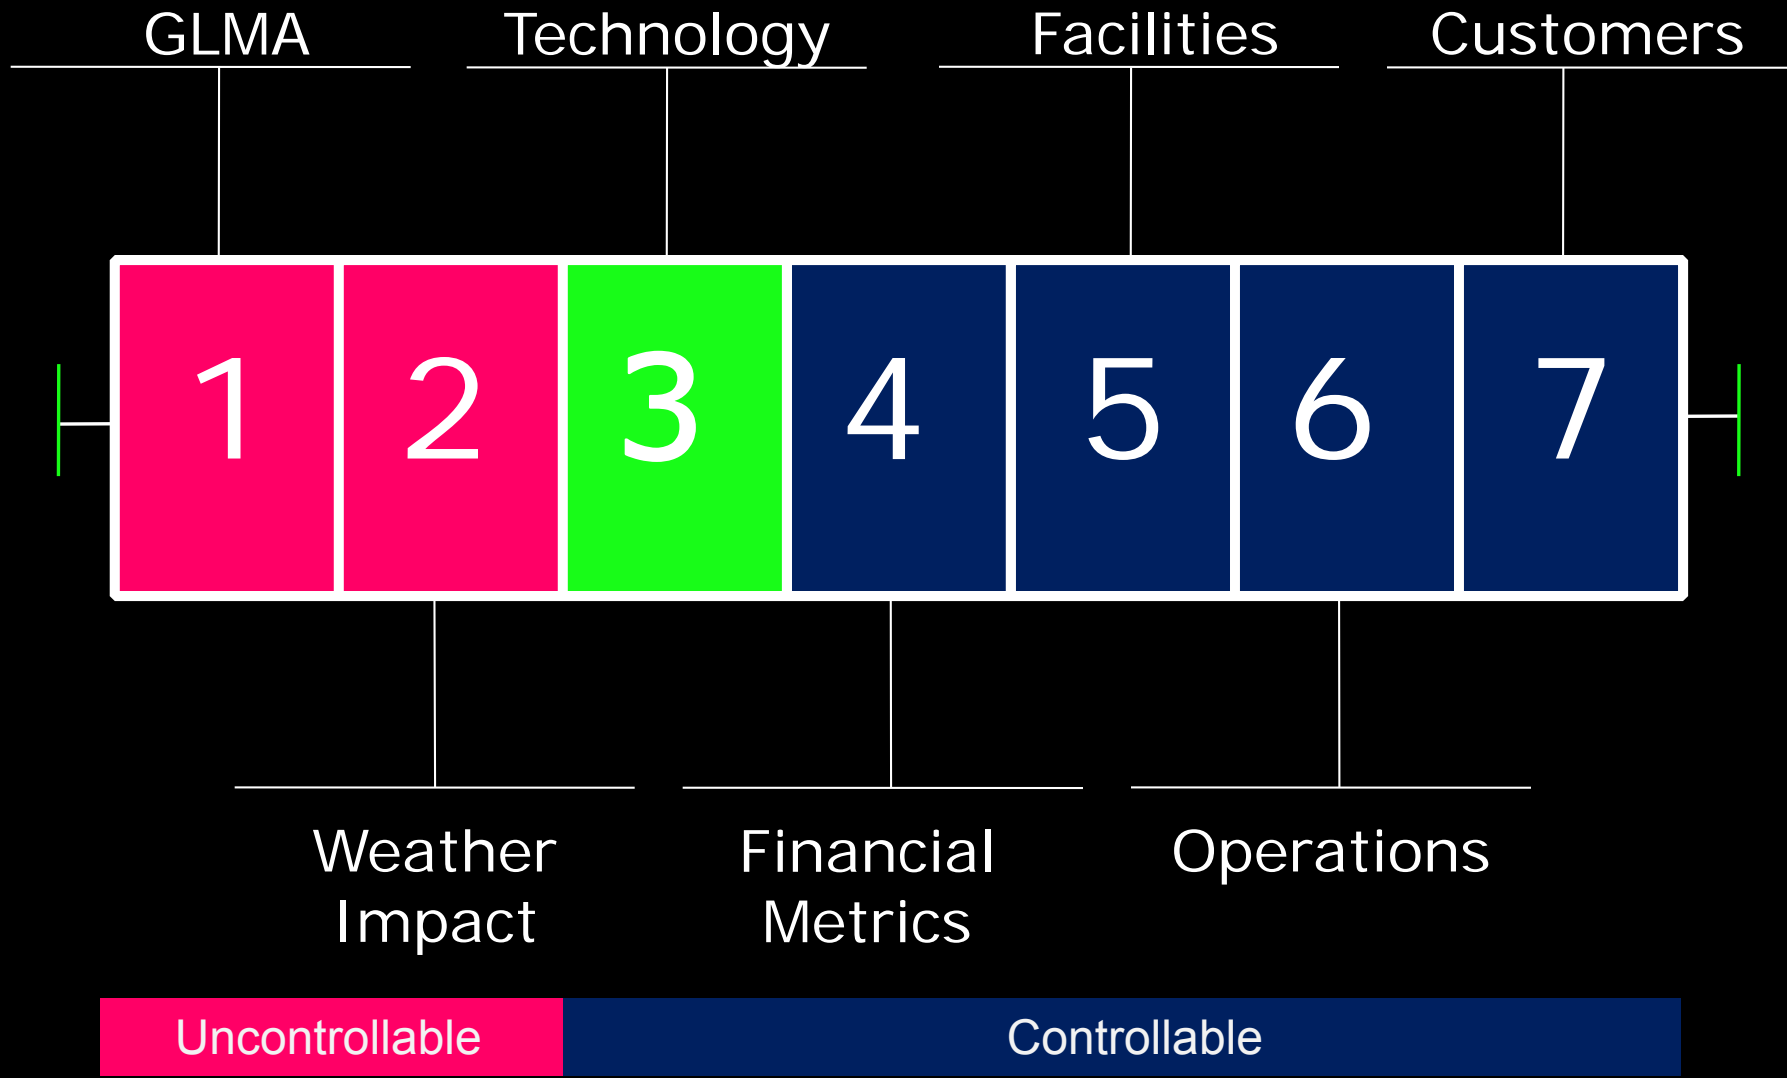 GLMA
Technology
Facilities
Customers
1
2
3
4
5
6
7
Weather
Impact
Financial
Metrics
Operations
Uncontrollable
Controllable